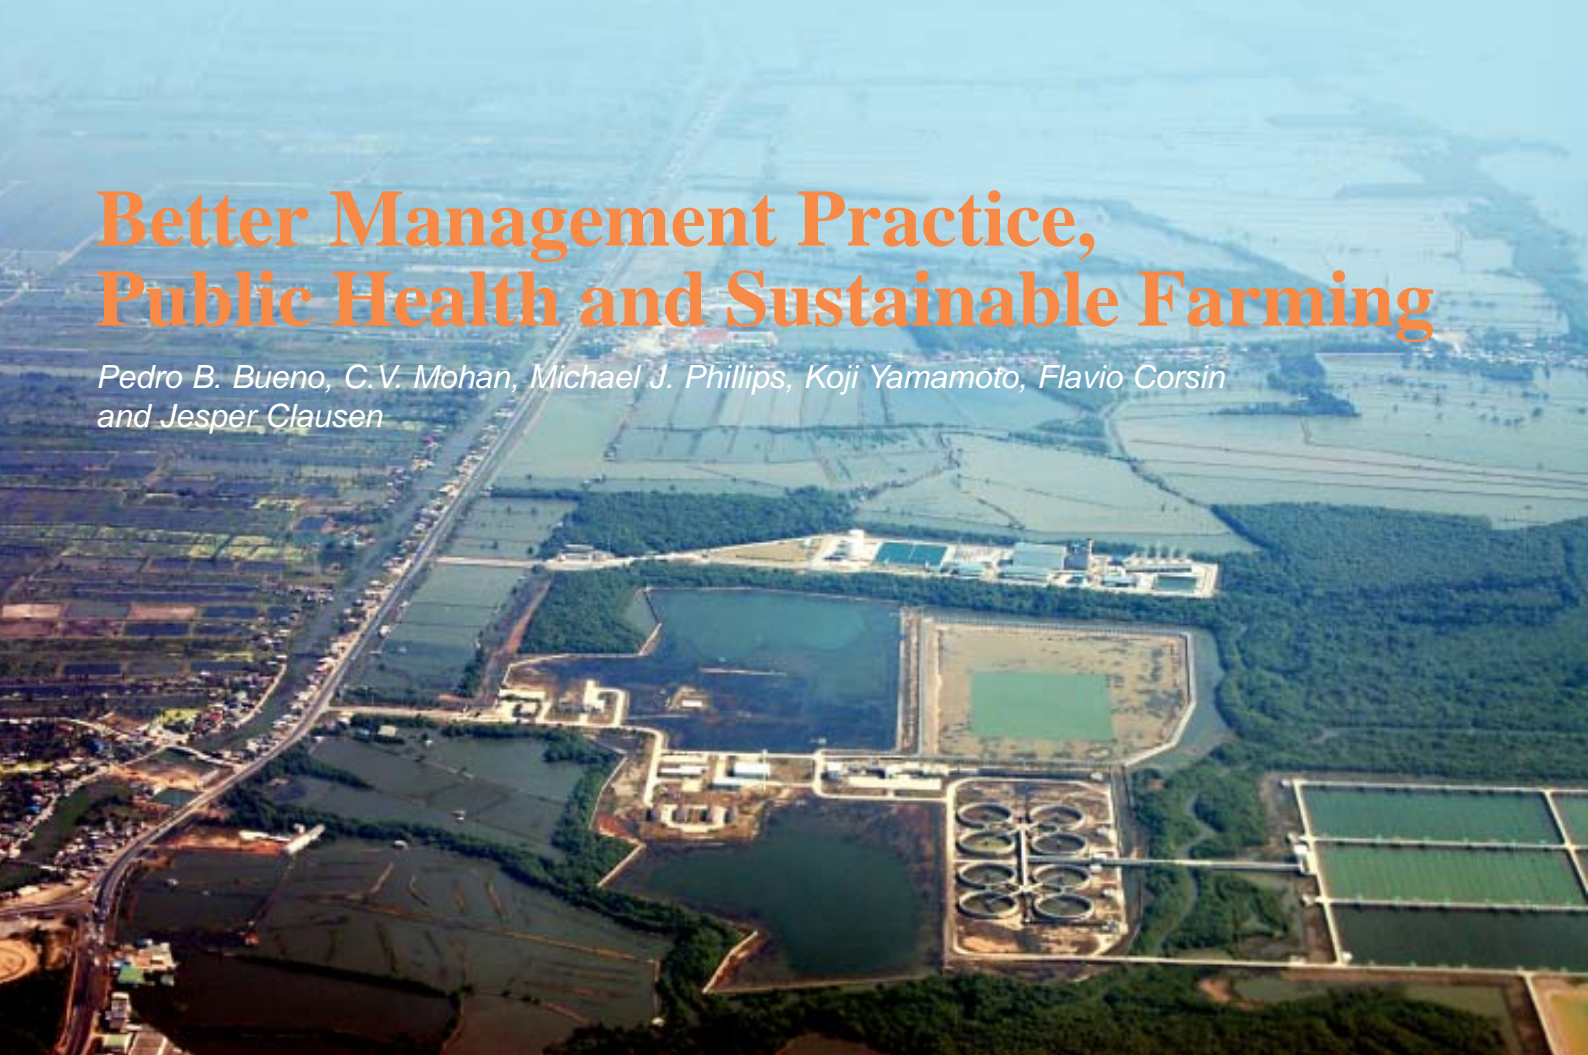 Better Management Practice,
Public Health and Sustainable Farming
Pedro B. Bueno, C.V. Mohan, Michael J. Phillips, Koji Yamamoto, Flavio Corsin
and Jesper Clausen